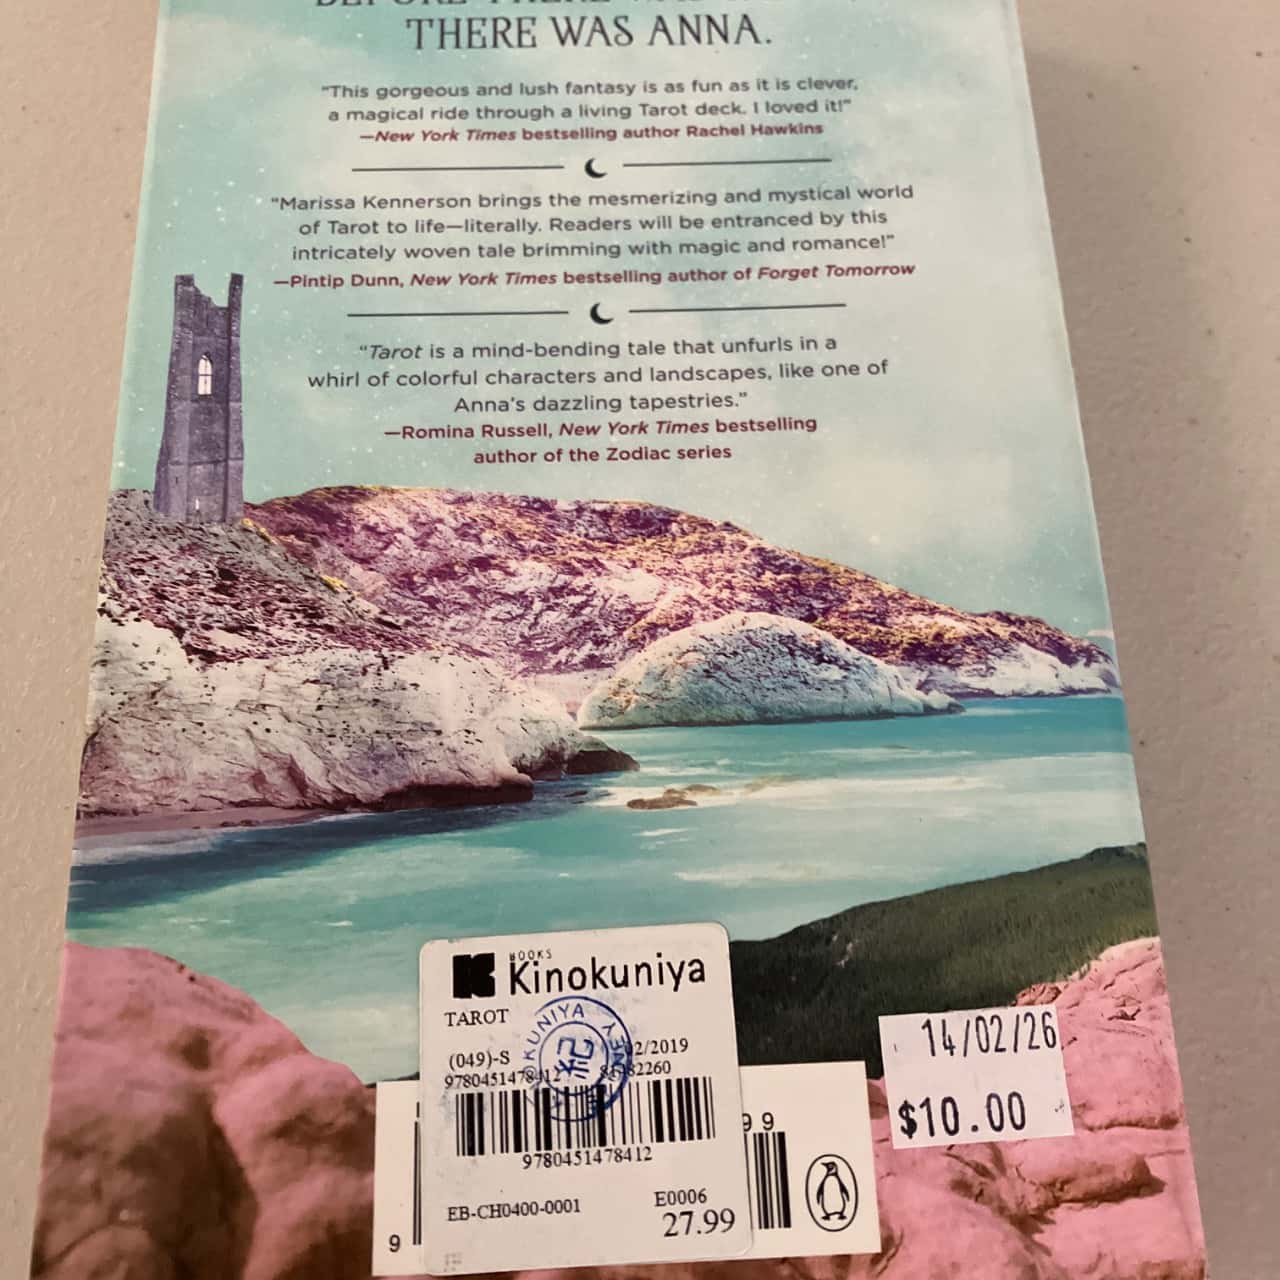 THERE WAS ANNA.
"This gorgeous and lush fantasy is as fun as it is clever,
a magical ride through a living Tarot deck. I loved it!"
—New York Times bestselling author Rachel Hawkins
"Marissa Kennerson brings the mesmerizing and mystical world
of Tarot to life—literally. Readers will be entranced by this
intricately woven tale brimming with magic and romance!"
—Pintip Dunn, New York Times bestselling author of Forget Tomorrow
"Tarot is a mind-bending tale that unfurls in a
whirl of colorful characters and landscapes, like one of
Anna's dazzling tapestries."
—Romina Russell, New York Times bestselling
author of the Zodiac series
BOOKS
Kinokuniya
TAROT
(049)-S 2/2019
9780451478412
9780451478412
EB-CH0400-0001 E0006
27.99
14/02/26
$10.00
99
9